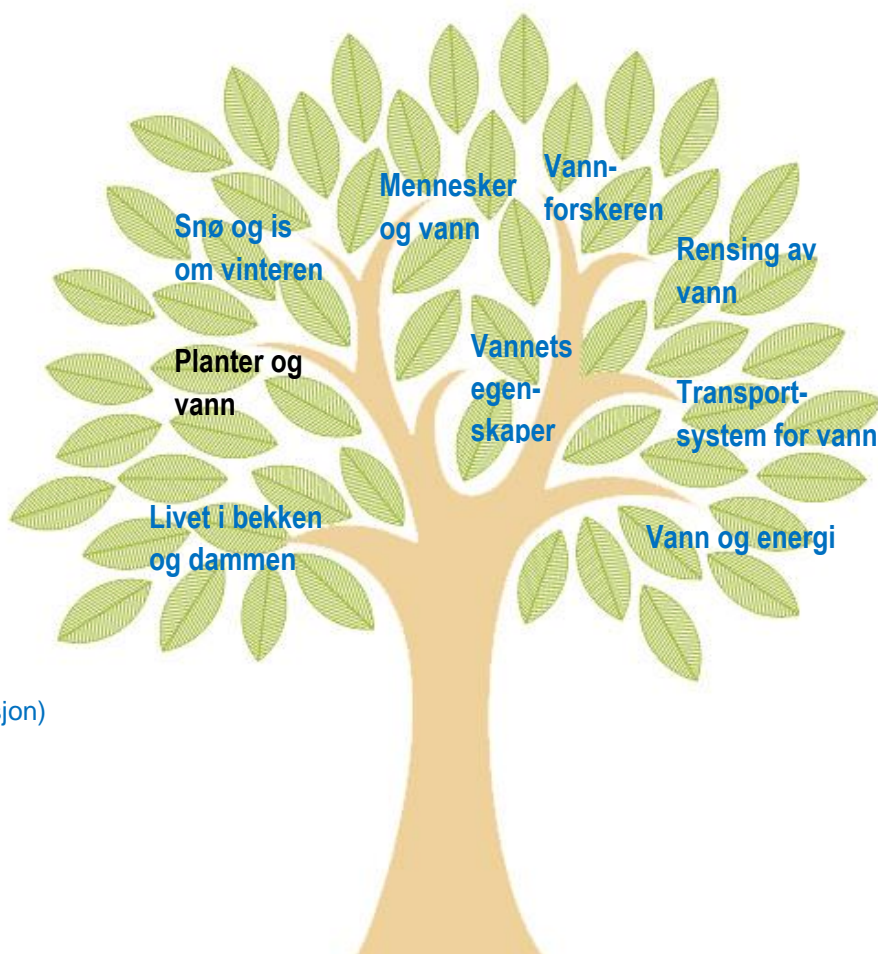 Vann-
forskeren
Mennesker
og vann
Snø og is
om vinteren
Rensing av
vann
Vannets
egen-
skaper
Planter og
vann
Transport-
system for vann
Livet i bekken
og dammen
Vann og energi
sjon)